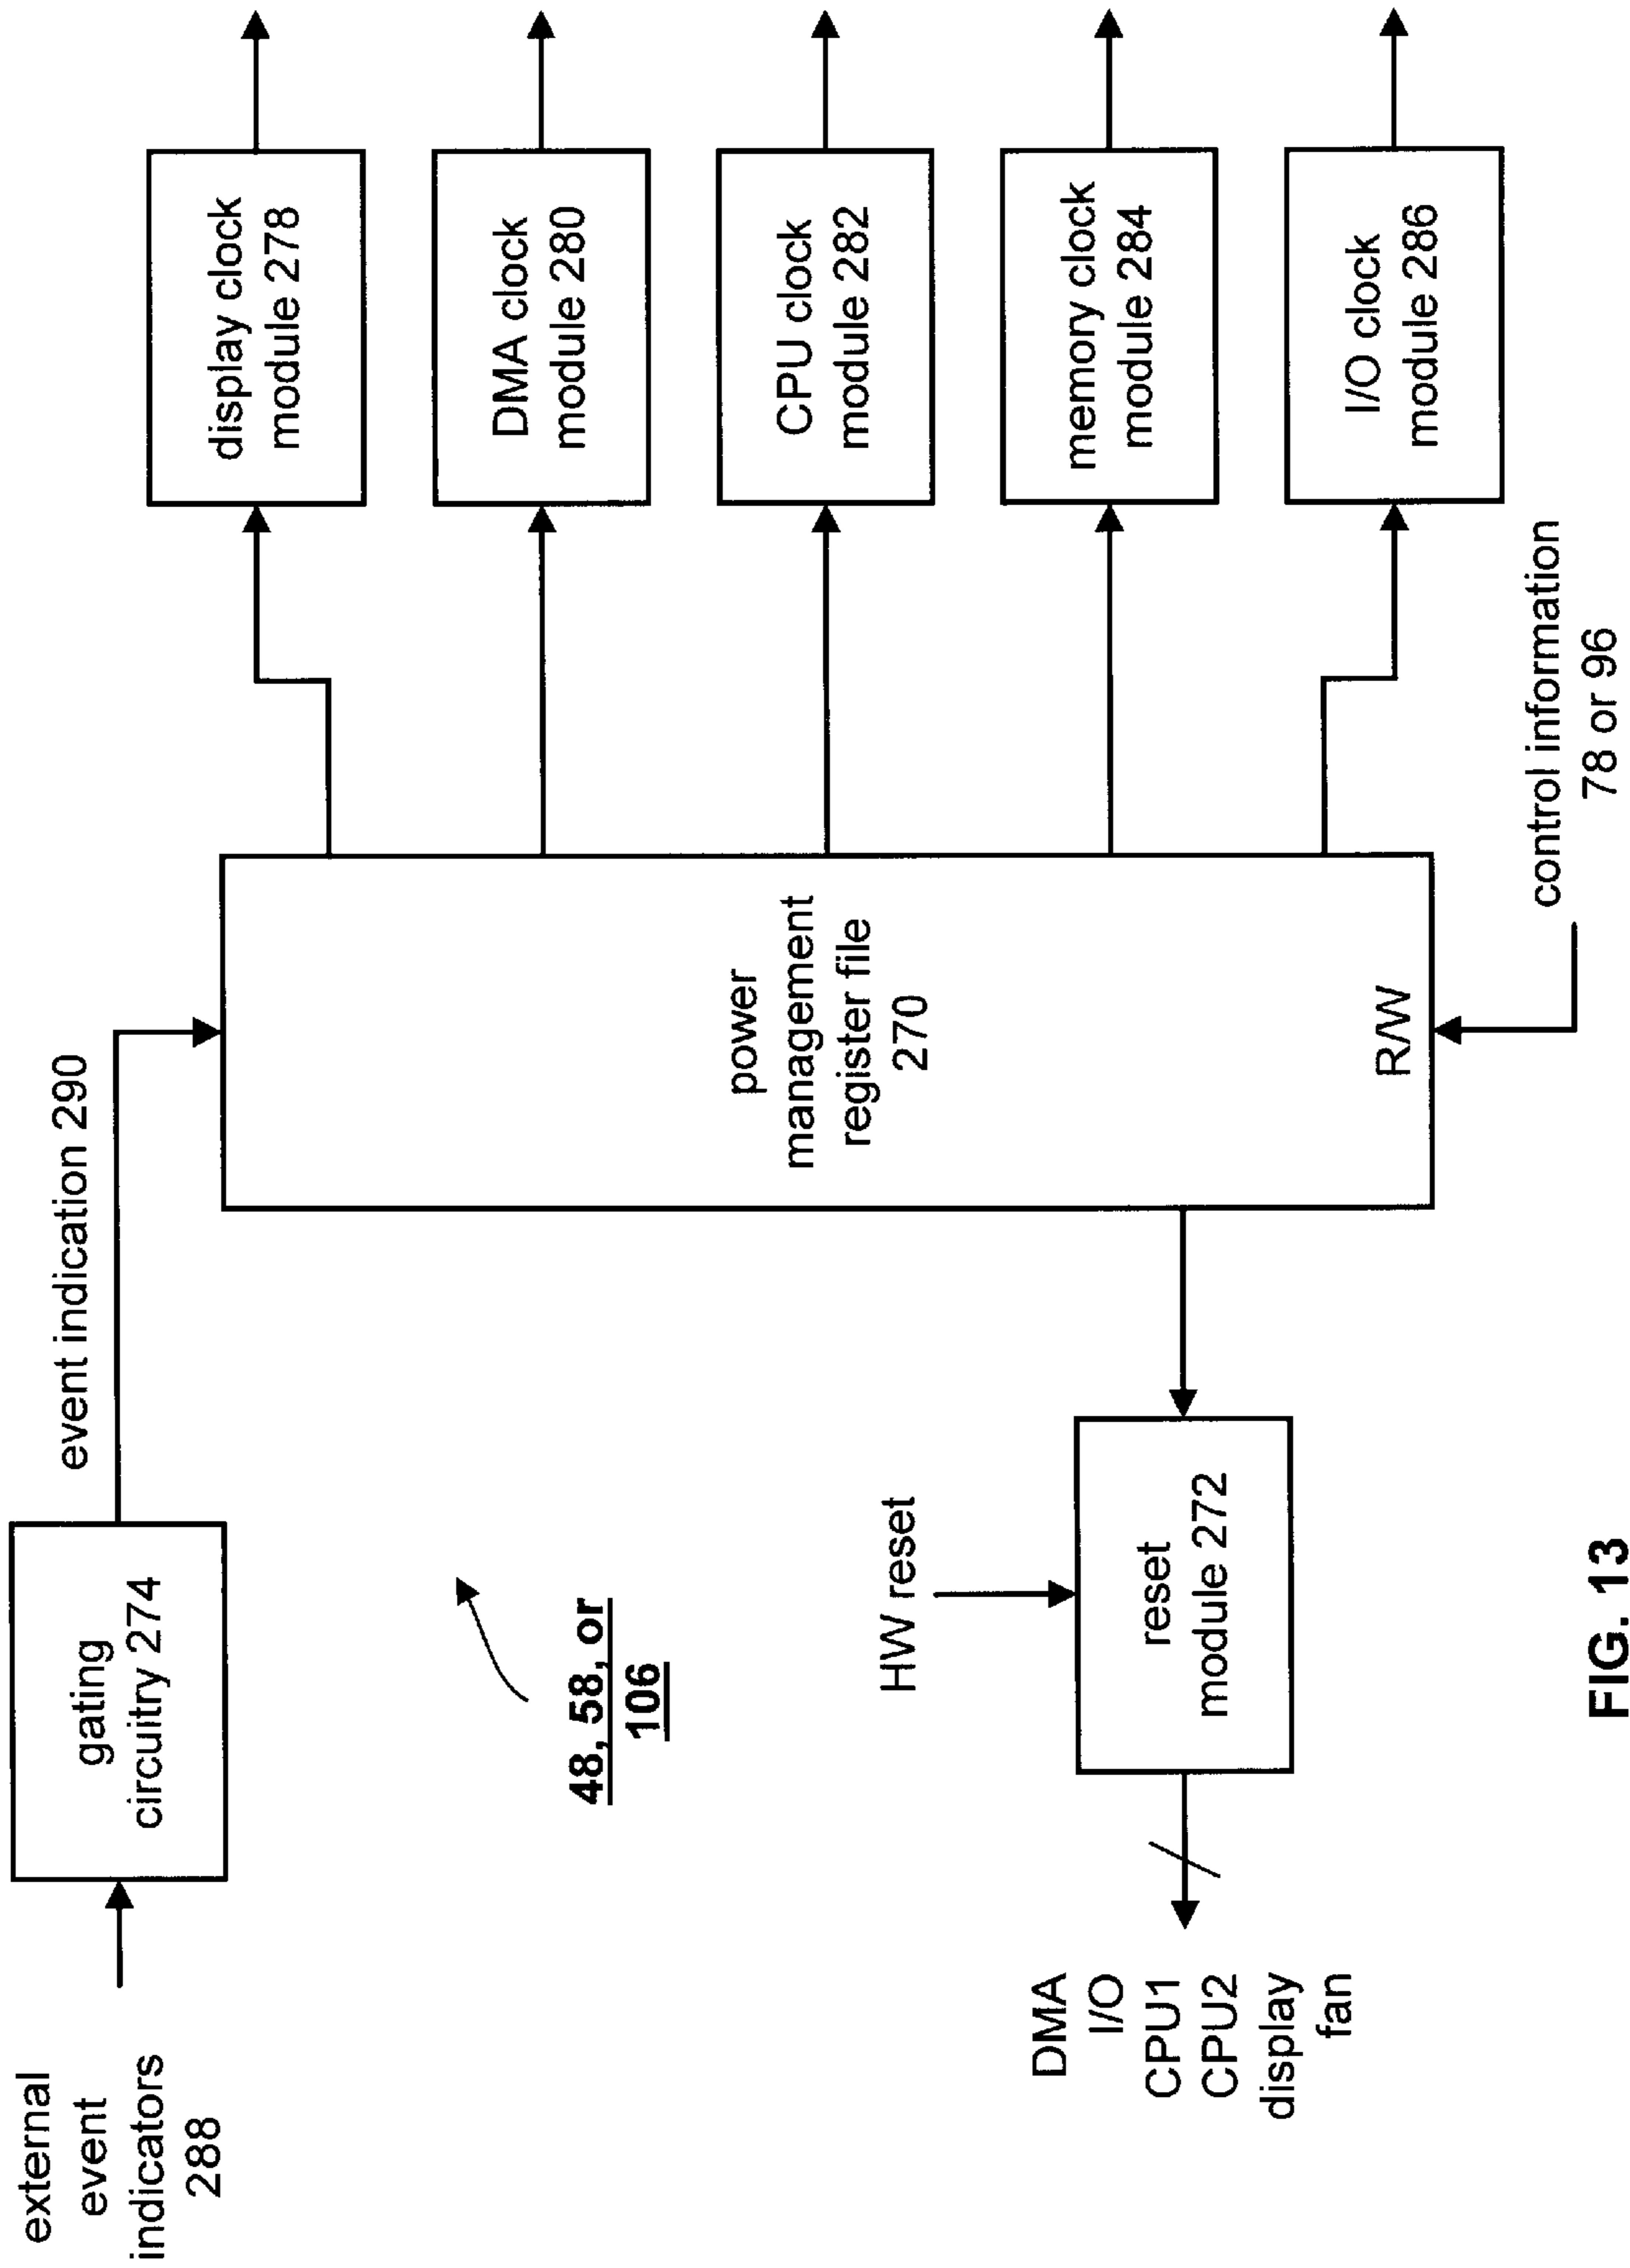 external
event
indicators
288
gating
circuitry 274
event indication 290
48, 58, or
106
power
management
register file
270
R/W
display clock
module 278
DMA clock
module 280
CPU clock
module 282
memory clock
module 284
I/O clock
module 286
control information
78 or 96
HW reset
reset
module 272
DMA
I/O
CPU1
CPU2
display
fan
FIG. 13